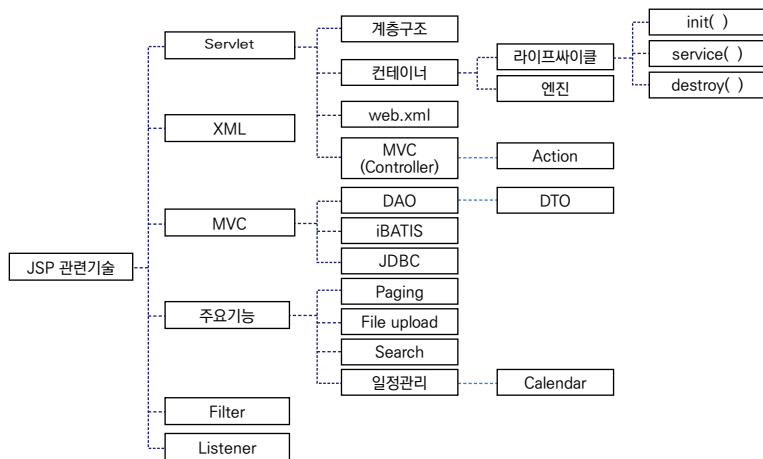 init( )
계층구조
Servlet
라이프싸이클
service( )
컨테이너
엔진
destroy( )
web.xml
XML
MVC
(Controller)
Action
DAO
DTO
MVC
iBATIS
JDBC
JSP 관련기술
Paging
주요기능
File upload
Search
일정관리
Calendar
Filter
Listener